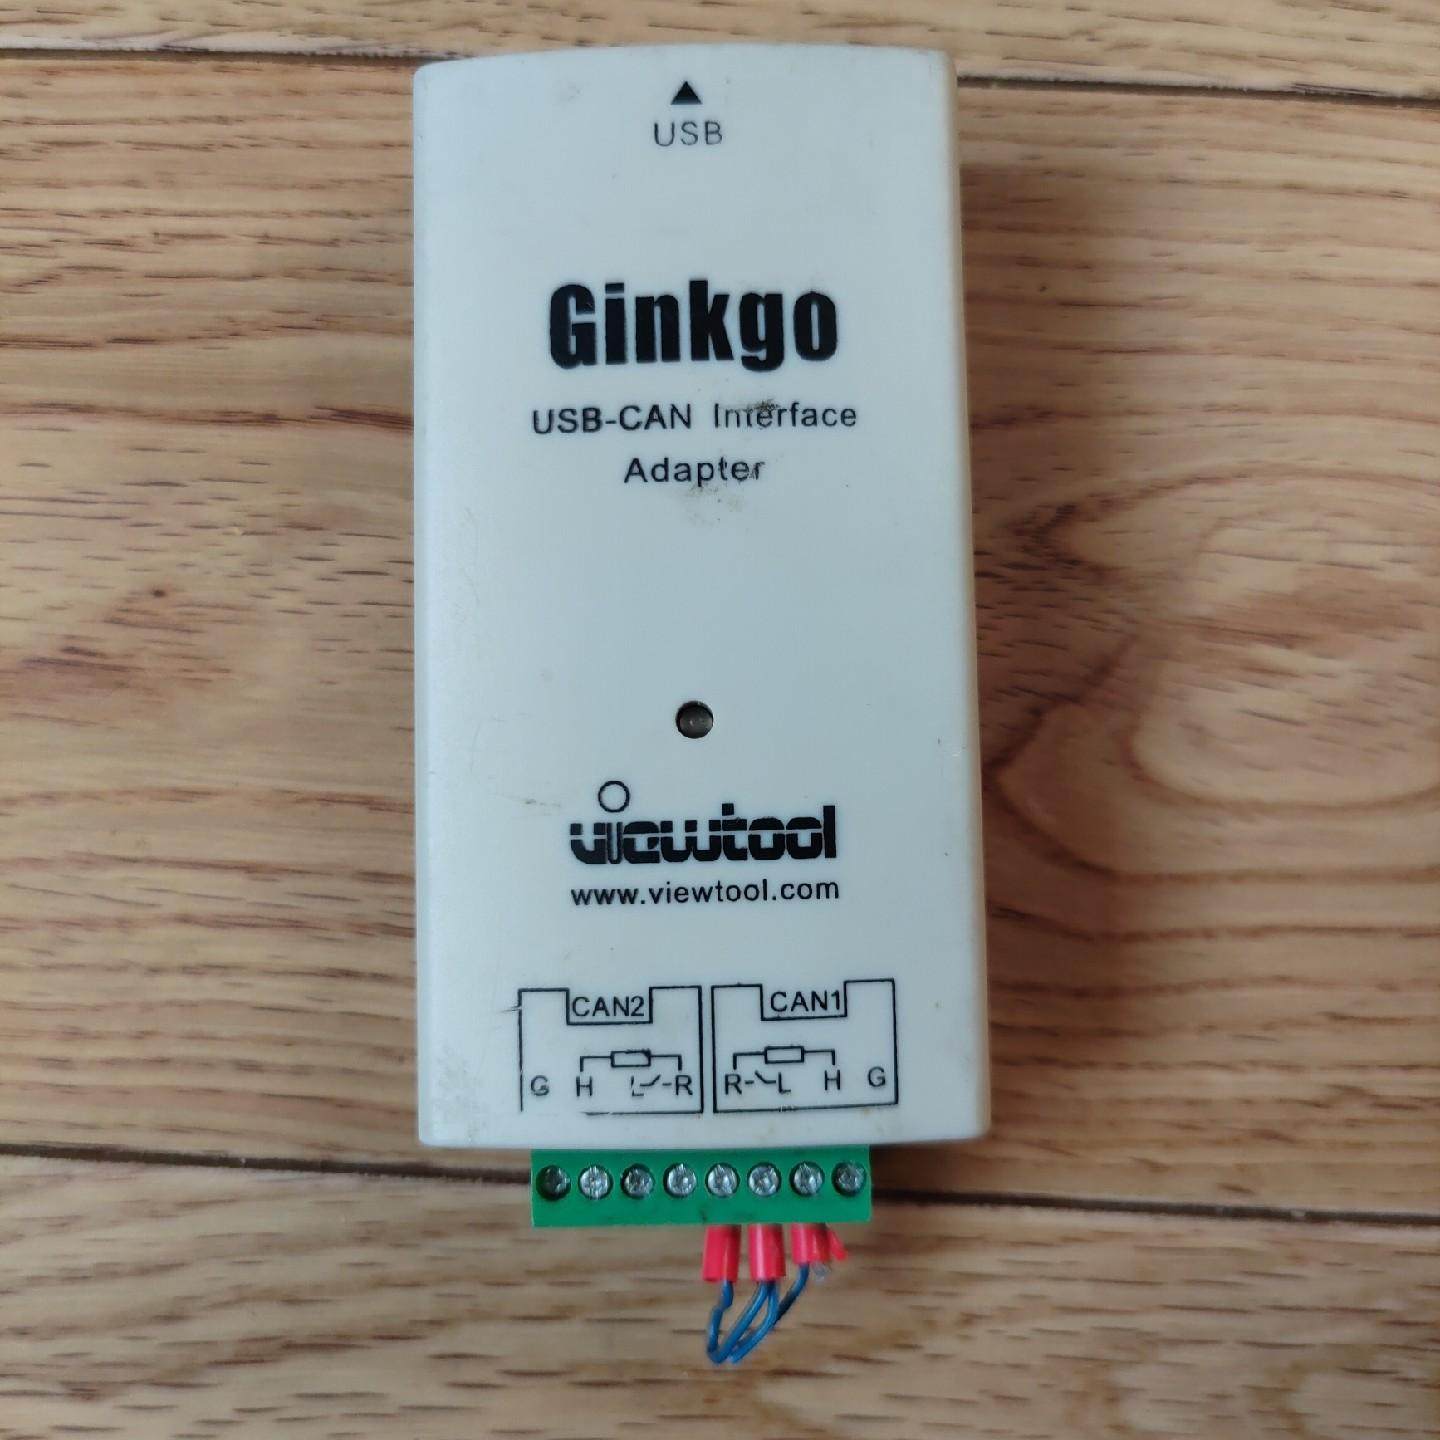 USB
Ginkgo
USB-CAN Interface
Adapter
viewtool
www.viewtool.com
CAN2 CAN1
G H L R R L H G